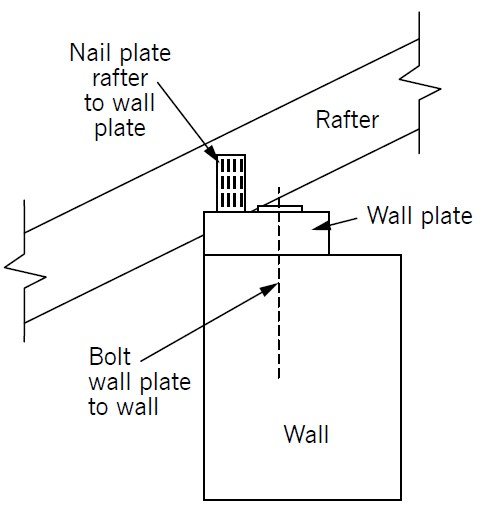 Nail plate
rafter
to wall
plate
Rafter
Wall plate
Bolt
wall plate
to wall
Wall